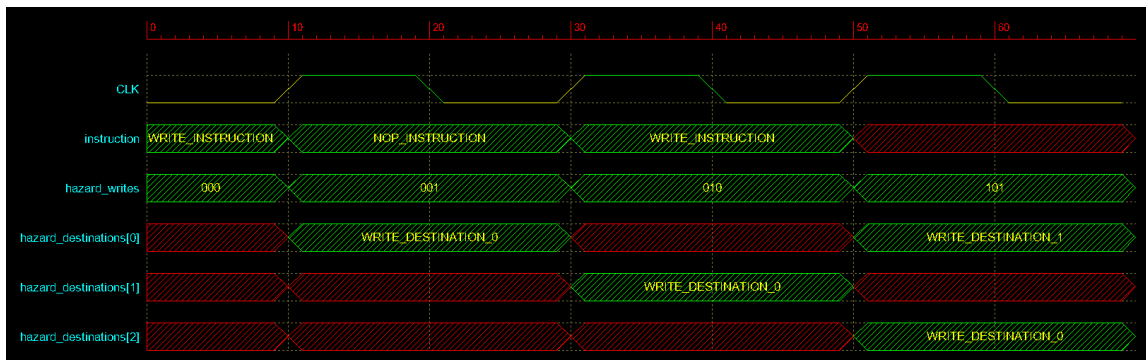 0 10 20 30 40 50 60
CLK
instruction WRITE_INSTRUCTION NOP_INSTRUCTION WRITE_INSTRUCTION
hazard_writes 000 001 010 101
hazard_destinations[0] WRITE_DESTINATION_0 WRITE_DESTINATION_1
hazard_destinations[1] WRITE_DESTINATION_0
hazard_destinations[2] WRITE_DESTINATION_0